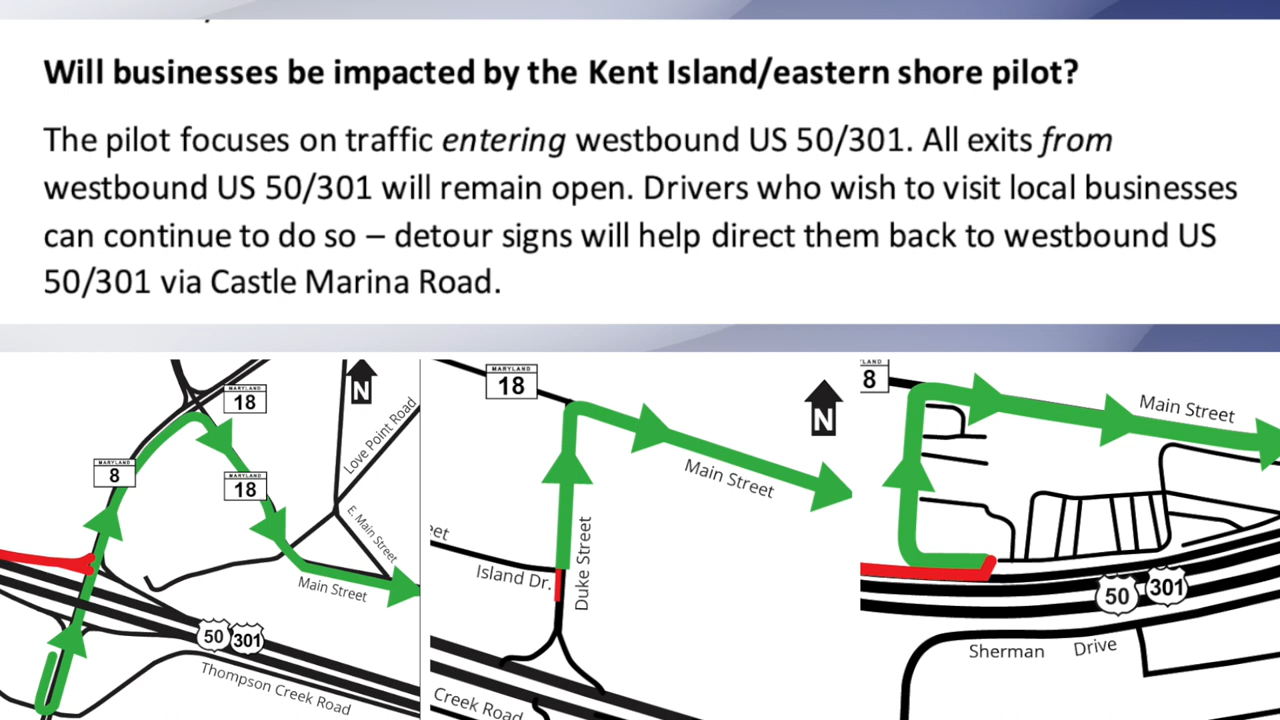 Will businesses be impacted by the Kent Island/eastern shore pilot?
The pilot focuses on traffic entering westbound US 50/301. All exits from
westbound US 50/301 will remain open. Drivers who wish to visit local businesses
can continue to do so – detour signs will help direct them back to westbound US
50/301 via Castle Marina Road.
MARYLAND
18
N
Love Point Road
MARYLAND
8
MARYLAND
18
E. Main Street
Main Street
50
301
Thompson Creek Road
MARYLAND
18
N
Main Street
eet
Island Dr.
Duke Street
Creek Road
LAND
8
Main Street
50
301
Sherman Drive